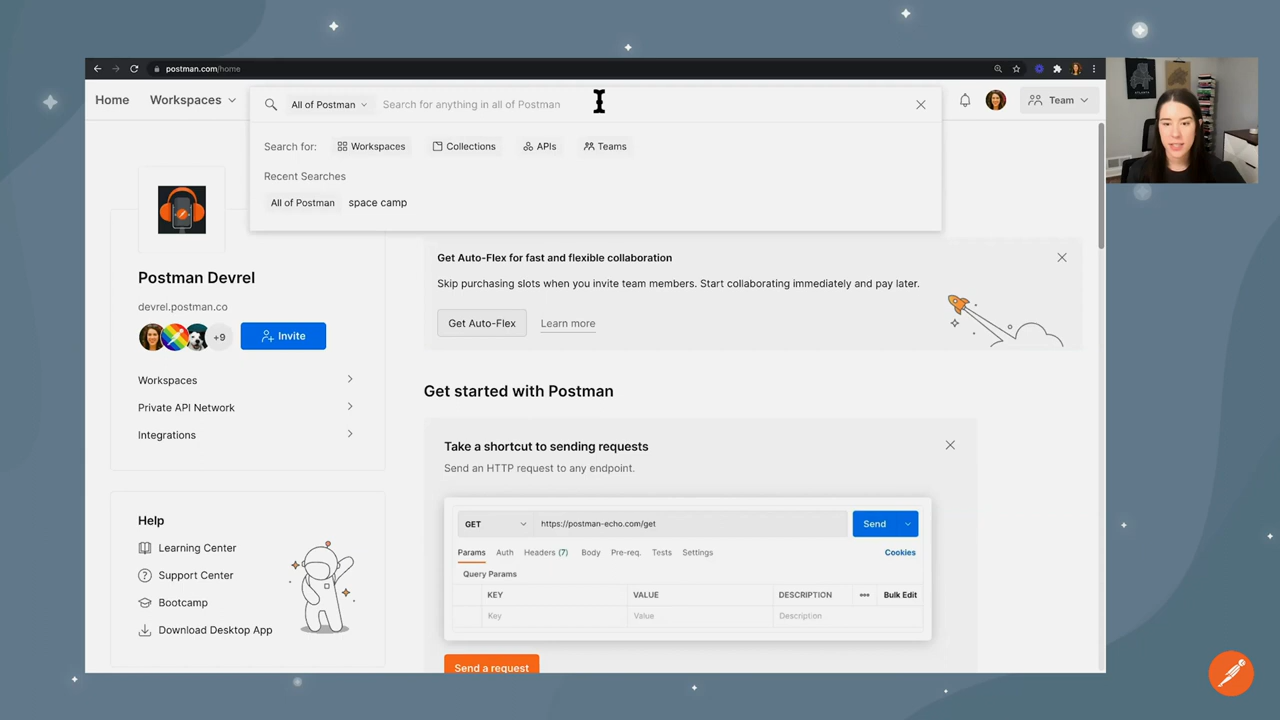 postman.com/home
Home
Workspaces
All of Postman
Search for anything in all of Postman
Team
Search for:
Workspaces
Collections
APIs
Teams
Recent Searches
All of Postman
space camp
Postman Devrel
devrel.postman.co
+9
Invite
Workspaces
Private API Network
Integrations
Help
Learning Center
Support Center
Bootcamp
Download Desktop App
Get Auto-Flex for fast and flexible collaboration
Skip purchasing slots when you invite team members. Start collaborating immediately and pay later.
Get Auto-Flex
Learn more
Get started with Postman
Take a shortcut to sending requests
Send an HTTP request to any endpoint.
GET
https://postman-echo.com/get
Send
Params
Auth
Headers (7)
Body
Pre-req.
Tests
Settings
Cookies
Query Params
KEY
VALUE
DESCRIPTION
Bulk Edit
Key
Value
Description
Send a request